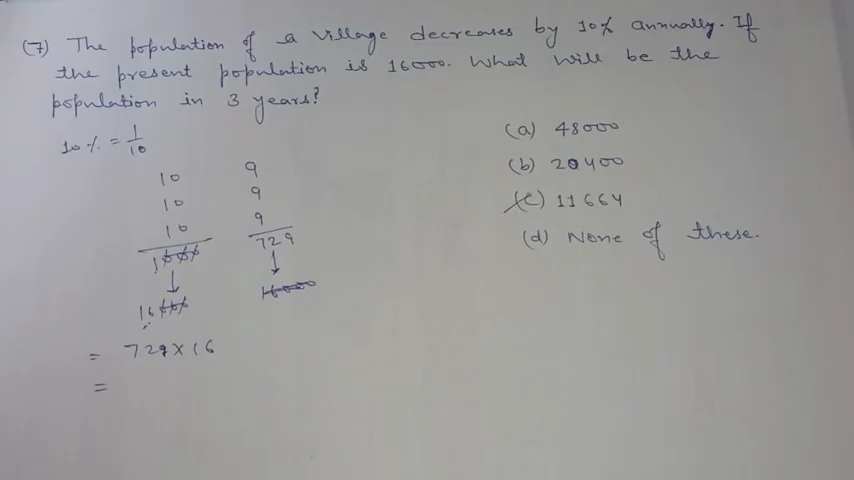 (7) The population of a village decreases by 10% annually. If
the present population is 16000. What will be the
population in 3 years?
10% = 1/10
(a) 48000
(b) 20400
(c) 11664
(d) None of these.
10 9
10 9
10 9
1000 729
16000 16000
= 729 x 16
=